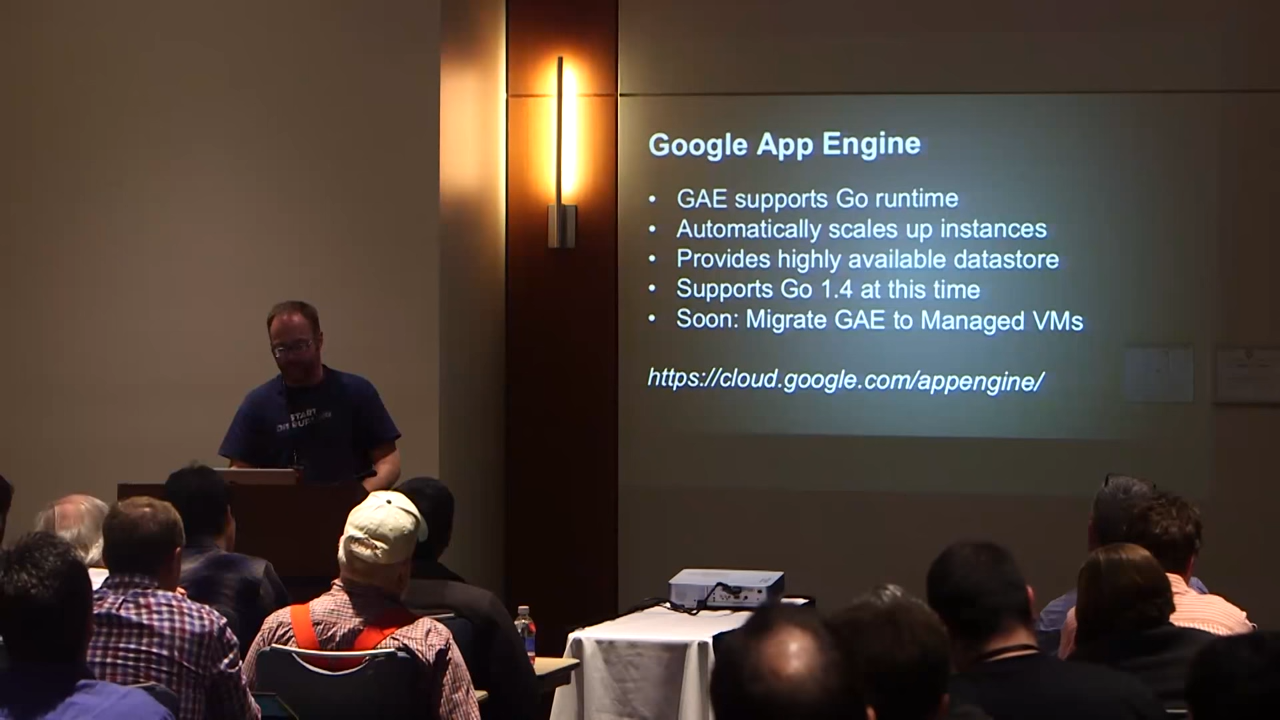 Google App Engine
• GAE supports Go runtime
• Automatically scales up instances
• Provides highly available datastore
• Supports Go 1.4 at this time
• Soon: Migrate GAE to Managed VMs
https://cloud.google.com/appengine/
START